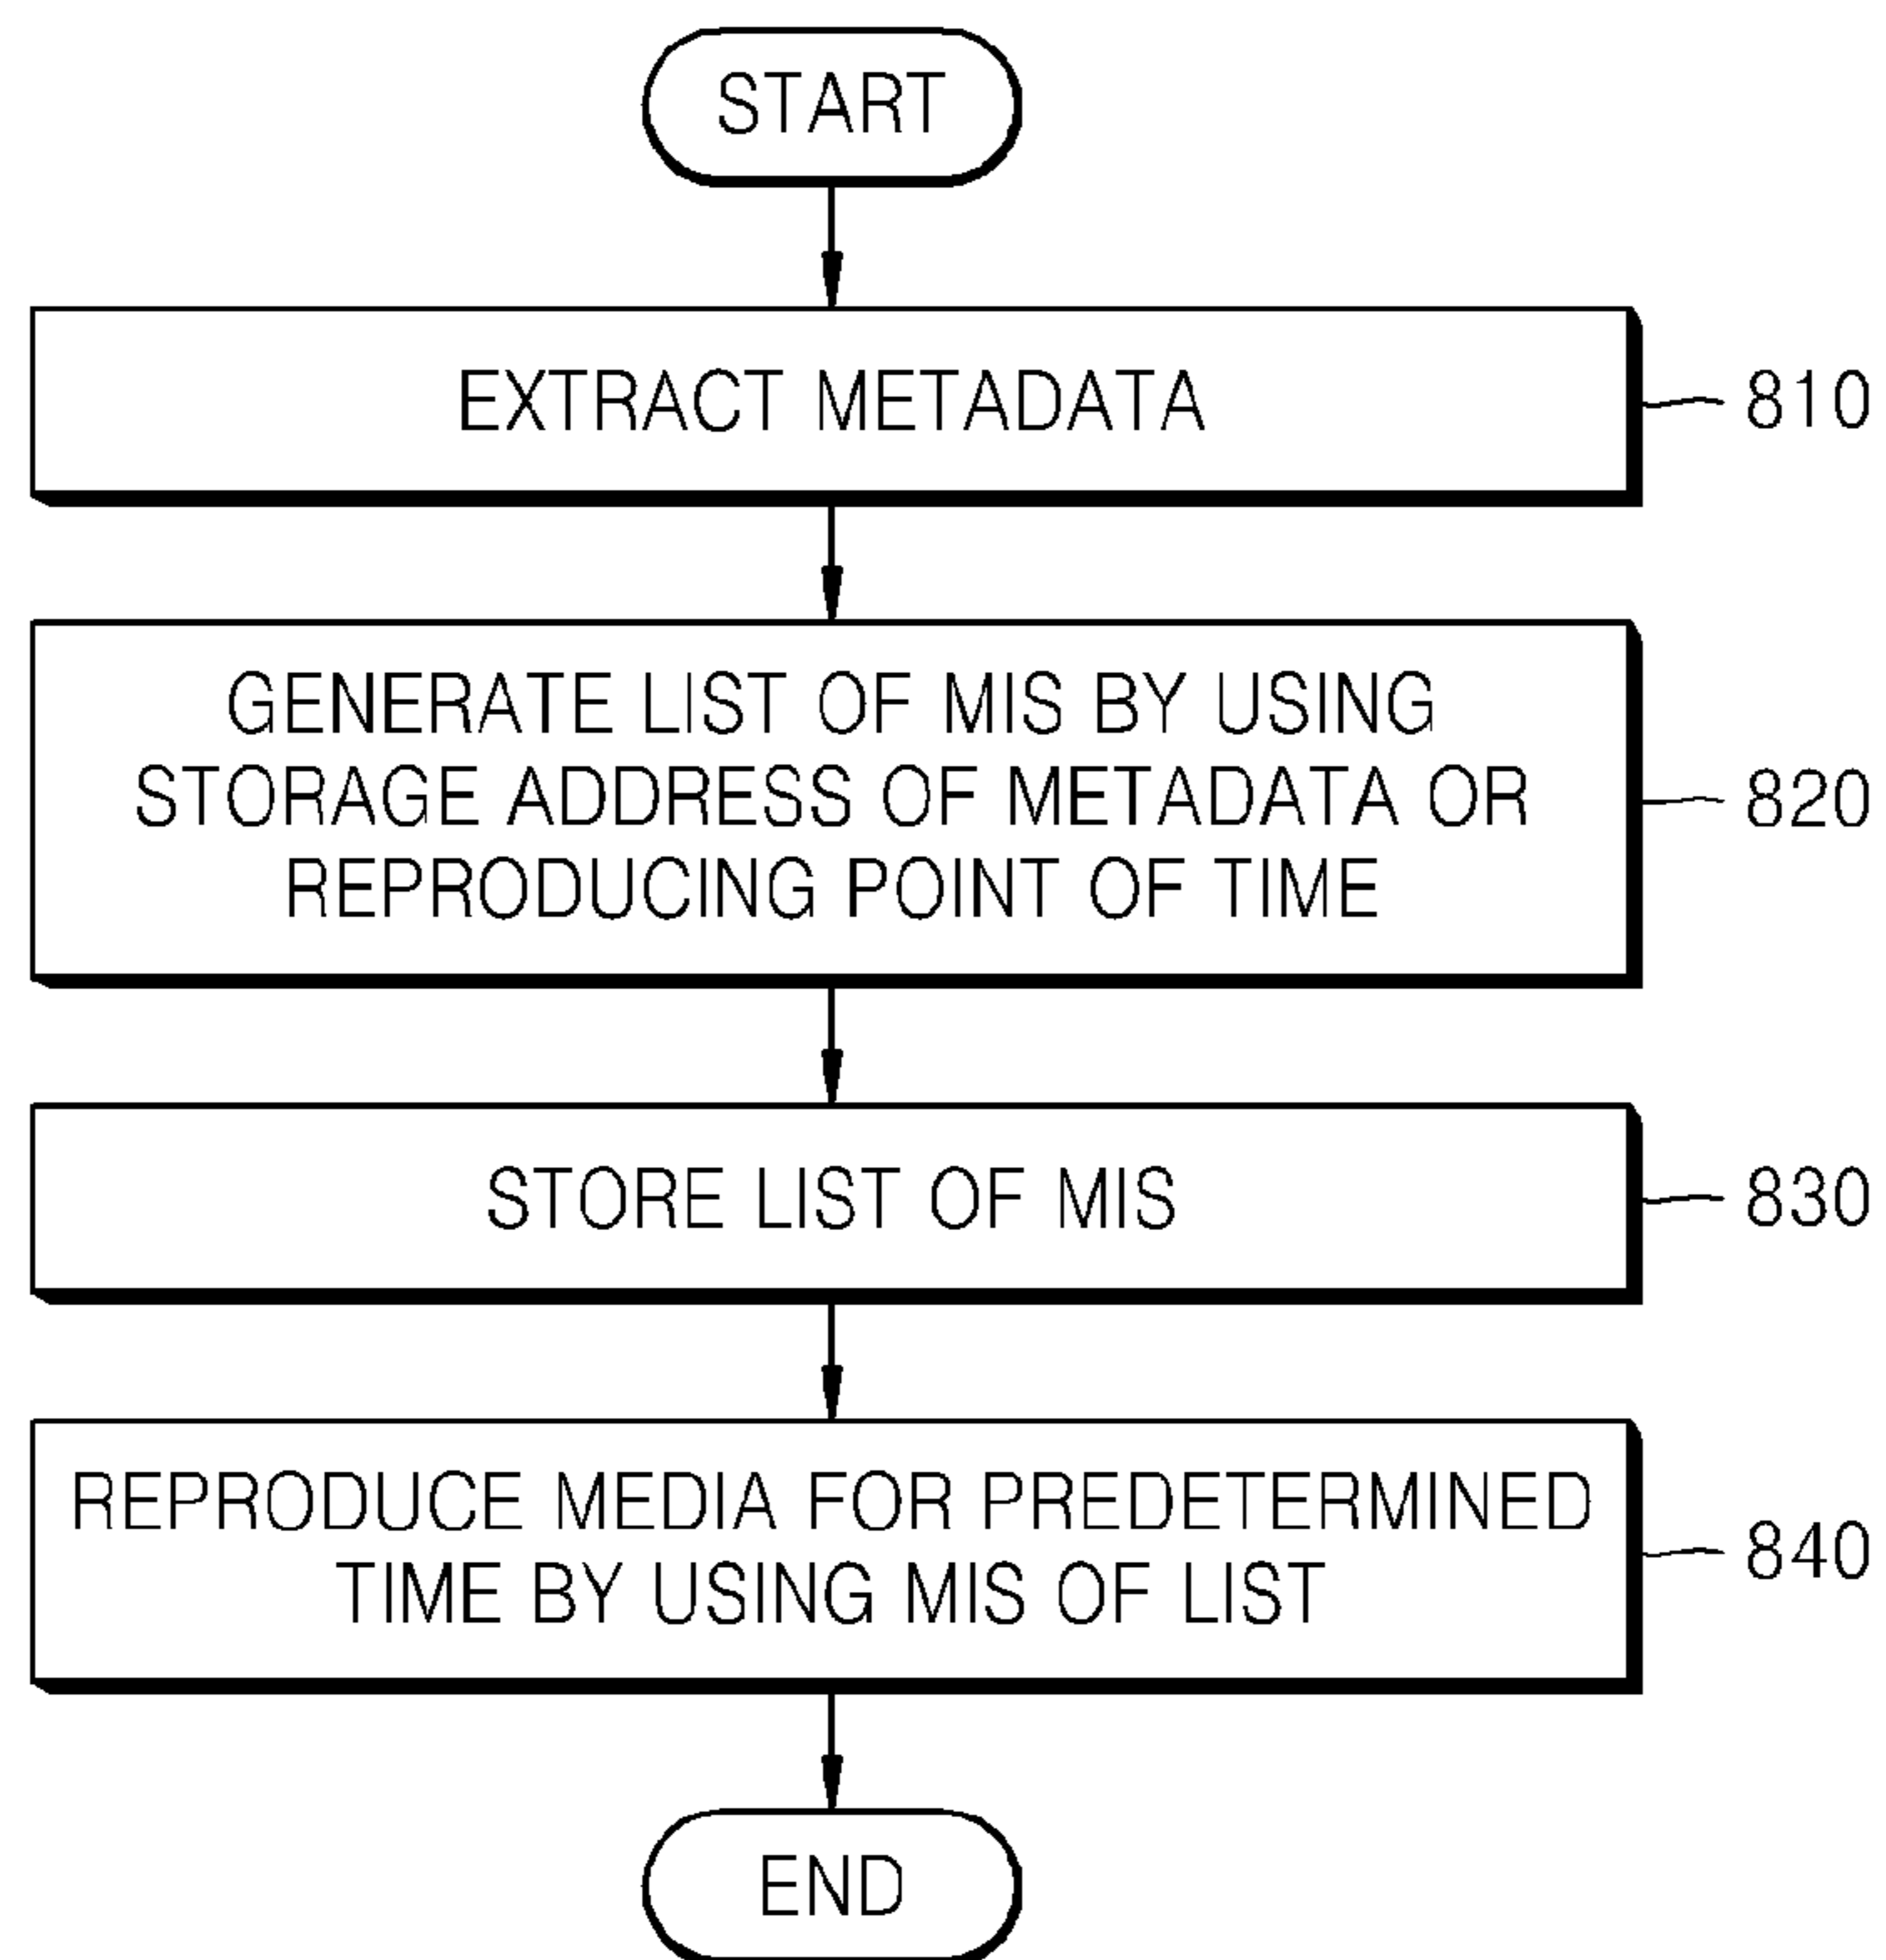 START
EXTRACT METADATA
810
GENERATE LIST OF MIS BY USING
STORAGE ADDRESS OF METADATA OR
REPRODUCING POINT OF TIME
820
STORE LIST OF MIS
830
REPRODUCE MEDIA FOR PREDETERMINED
TIME BY USING MIS OF LIST
840
END